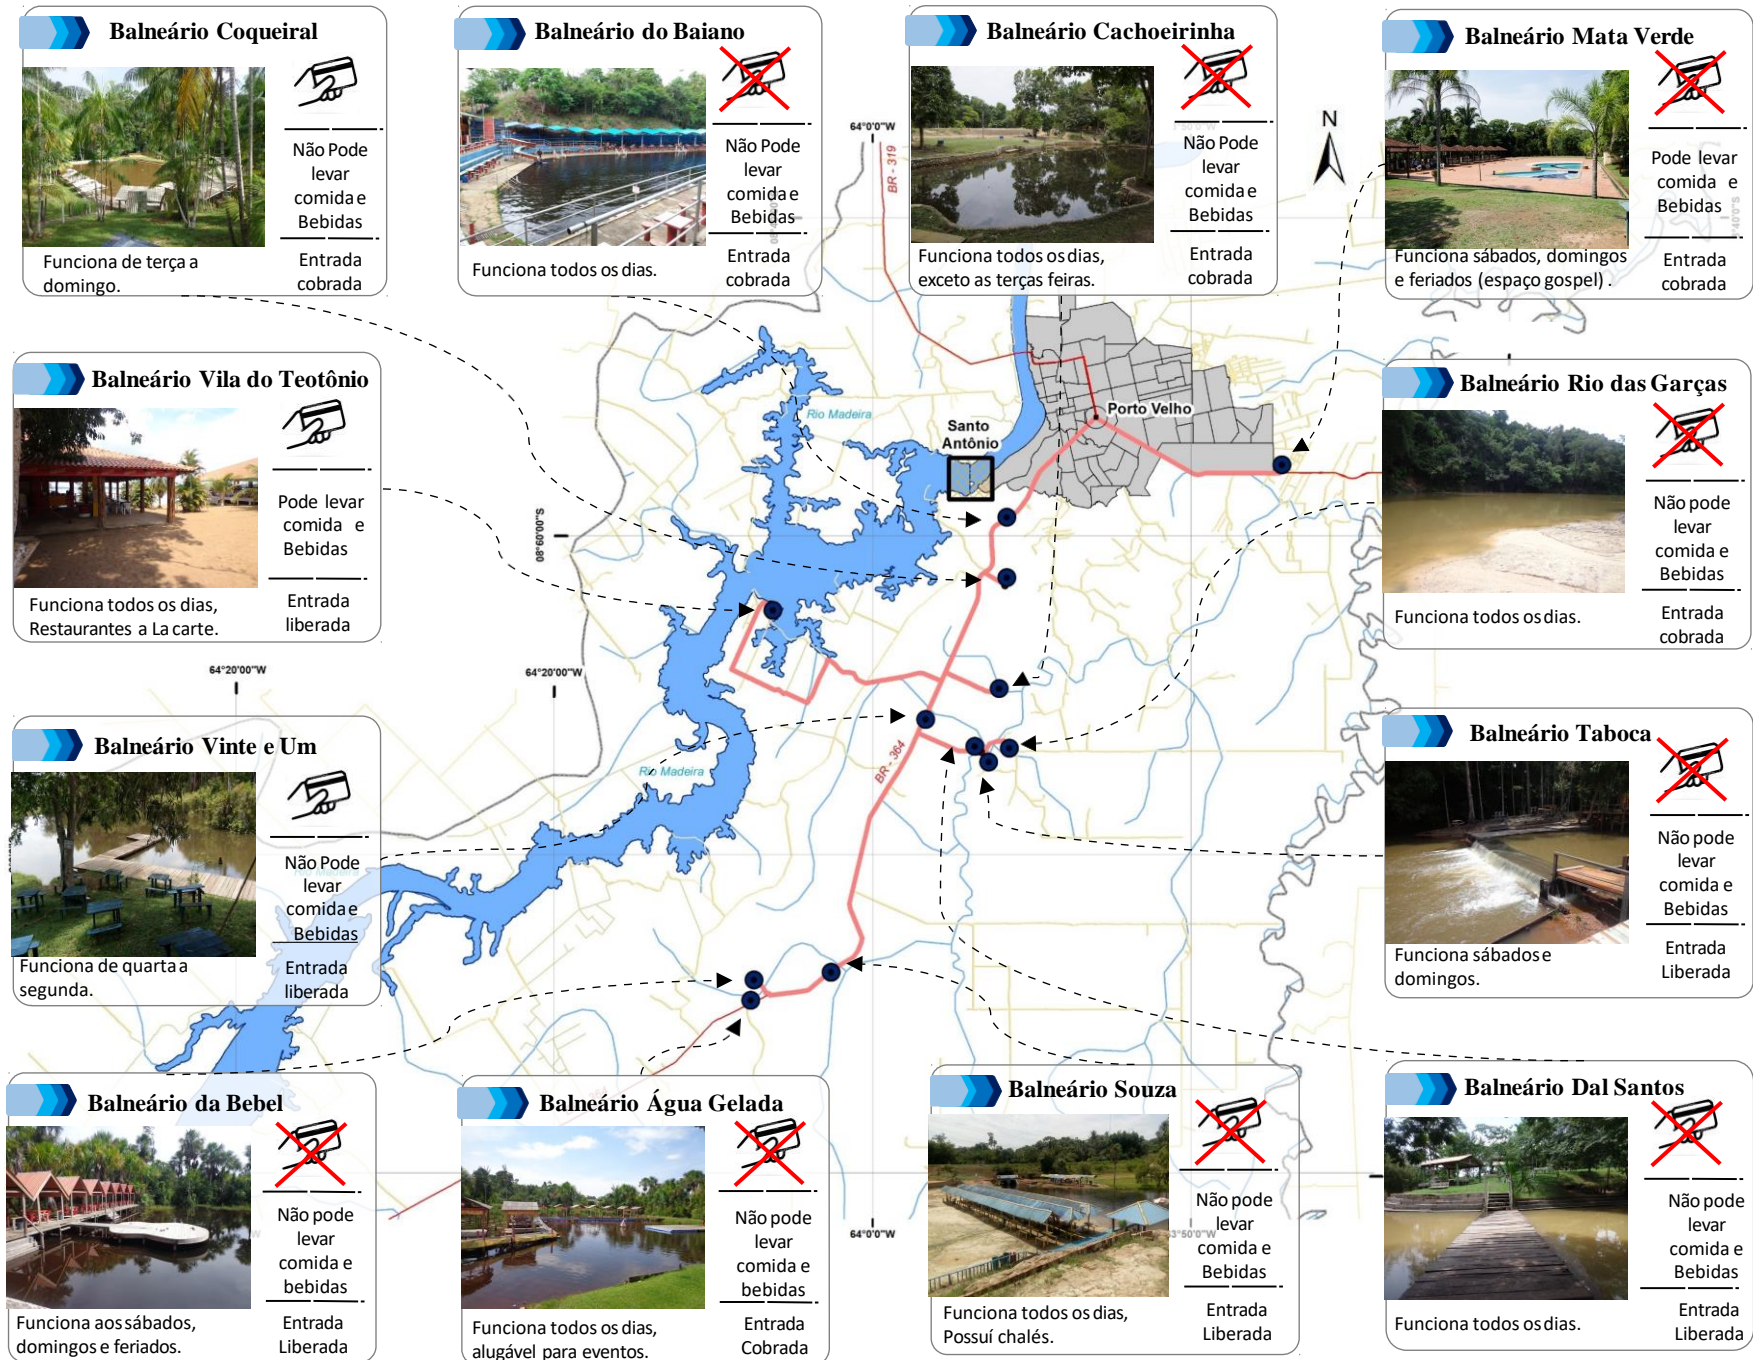 Balneário Coqueiral
Não Pode
levar
comida e
Bebidas
Entrada
cobrada
Funciona de terça a
domingo.
Balneário do Baiano
Não Pode
levar
comida e
Bebidas
Entrada
cobrada
Funciona todos os dias.
Balneário Cachoeirinha
Não Pode
levar
comida e
Bebidas
Entrada
cobrada
Funciona todos os dias,
exceto as terças feiras.
Balneário Mata Verde
Pode levar
comida e
Bebidas
Entrada
cobrada
Funciona sábados, domingos
e feriados (espaço gospel) .
64°0'0"W
BR - 319
N
Balneário Vila do Teotônio
Pode levar
comida e
Bebidas
Entrada
liberada
Funciona todos os dias,
Restaurantes a La carte.
Rio Madeira
Santo
Antônio
Porto Velho
08°60'00"S
Balneário Rio das Garças
Não pode
levar
comida e
Bebidas
Entrada
cobrada
Funciona todos os dias.
64°20'00"W
64°20'00"W
Balneário Vinte e Um
Não Pode
levar
comida e
Bebidas
Entrada
liberada
Funciona de quarta a
segunda.
Rio Madeira
BR - 364
Rio Madeira
Balneário Taboca
Não pode
levar
comida e
Bebidas
Entrada
Liberada
Funciona sábados e
domingos.
Balneário da Bebel
Não pode
levar
comida e
bebidas
Entrada
Liberada
Funciona aos sábados,
domingos e feriados.
Balneário Água Gelada
Não pode
levar
comida e
bebidas
Entrada
Cobrada
Funciona todos os dias,
alugável para eventos.
64°0'0"W
Balneário Souza
Não pode
levar
comida e
Bebidas
Entrada
Liberada
Funciona todos os dias,
Possuí chalés.
Balneário Dal Santos
Não pode
levar
comida e
Bebidas
Entrada
Liberada
Funciona todos os dias.